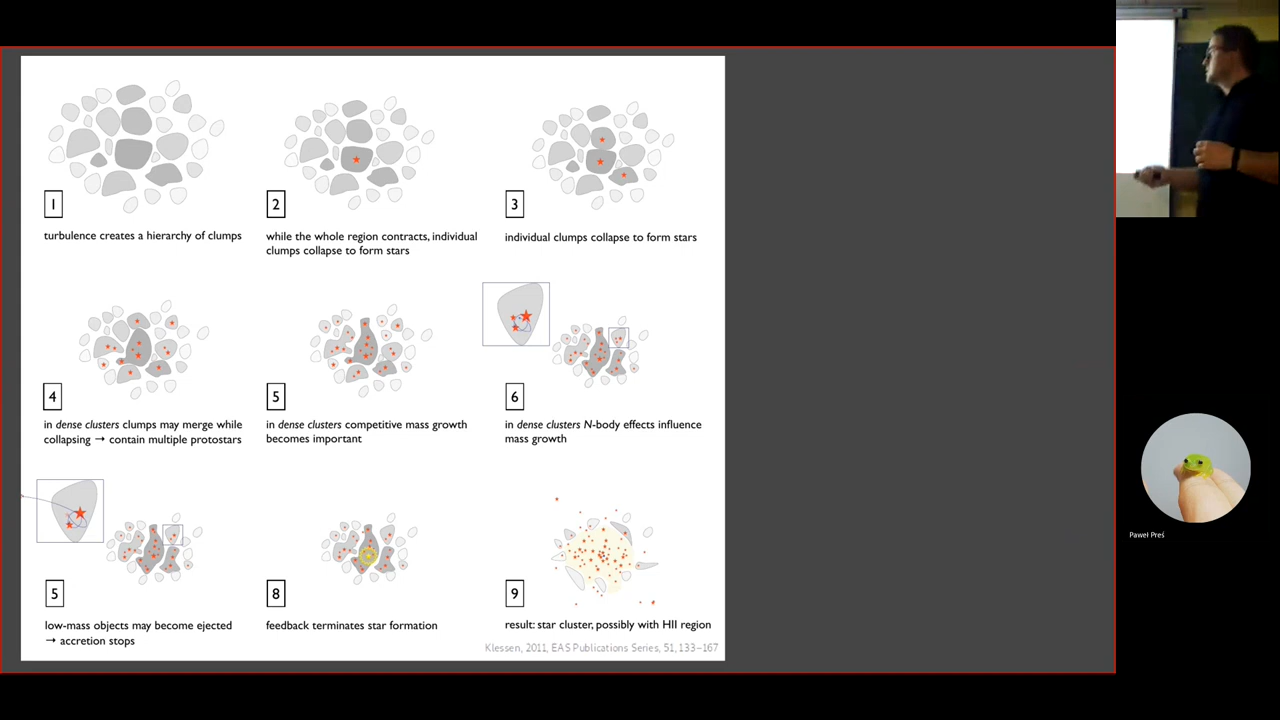 1
turbulence creates a hierarchy of clumps
2
while the whole region contracts, individual
clumps collapse to form stars
3
individual clumps collapse to form stars
4
in dense clusters clumps may merge while
collapsing → contain multiple protostars
5
in dense clusters competitive mass growth
becomes important
6
in dense clusters N-body effects influence
mass growth
5
low-mass objects may become ejected
→ accretion stops
8
feedback terminates star formation
9
result: star cluster, possibly with HII region
Klessen, 2011, EAS Publications Series, 51, 133–167
Paweł Preś